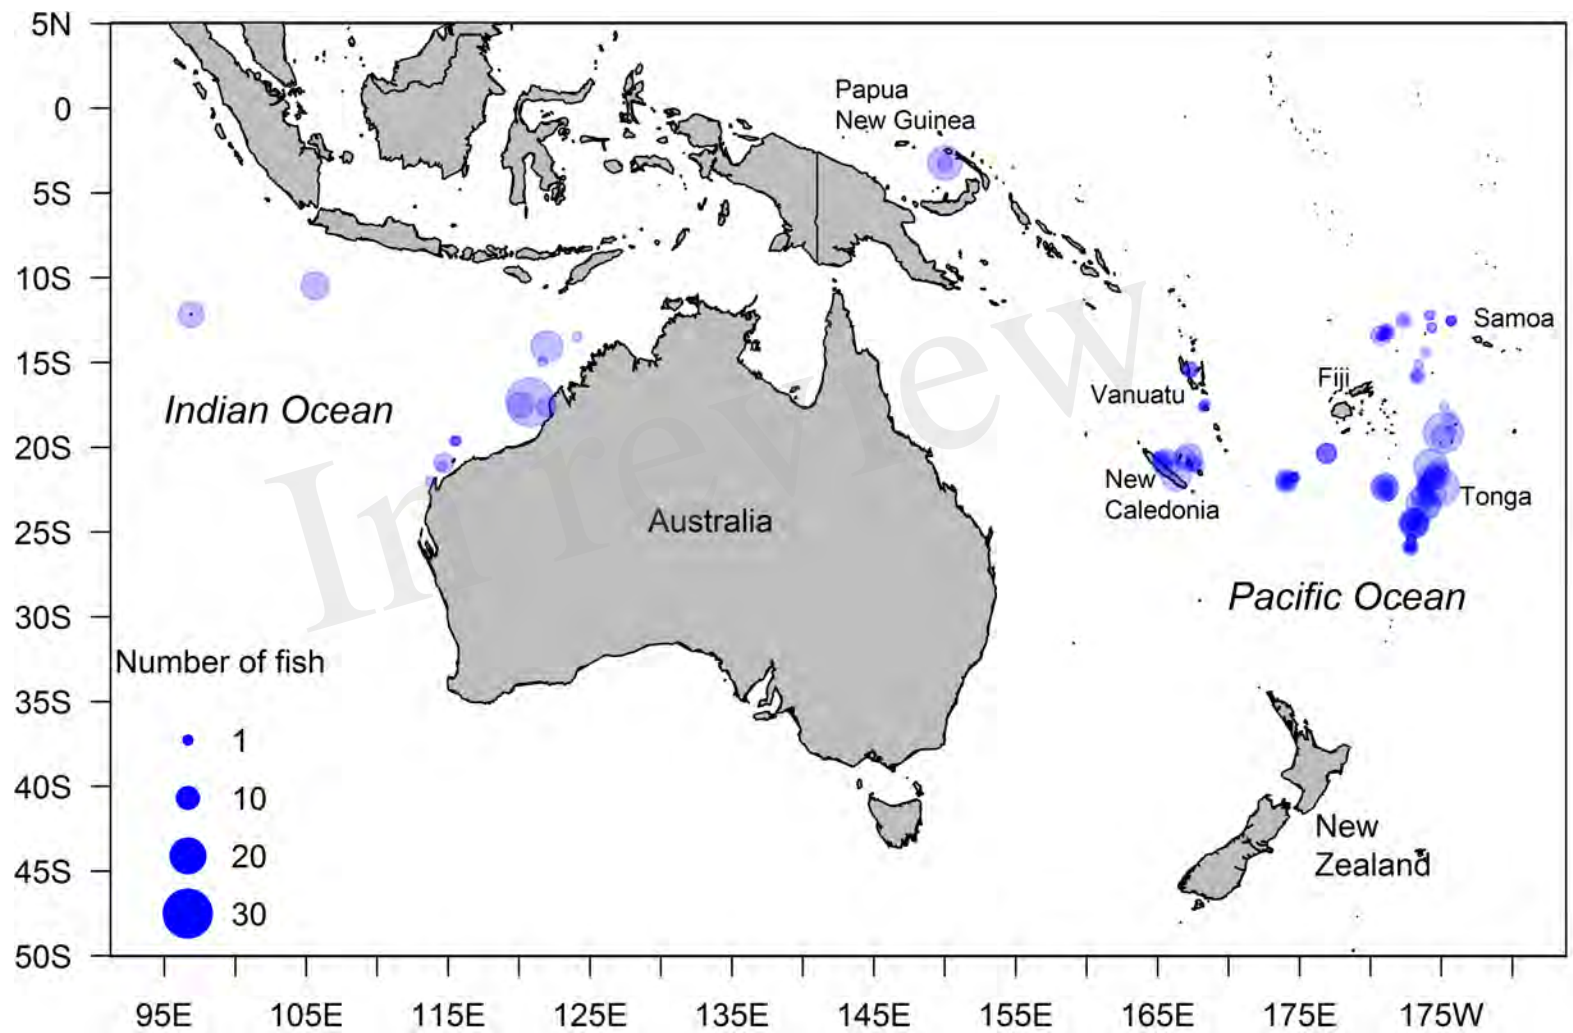 5N
0
5S
10S
15S
20S
25S
30S
35S
40S
45S
50S
Papua
New Guinea
Samoa
Fiji
Vanuatu
Indian Ocean
New
Caledonia
Tonga
Australia
Pacific Ocean
In review
Number of fish
1
10
20
30
New
Zealand
95E 105E 115E 125E 135E 145E 155E 165E 175E 175W